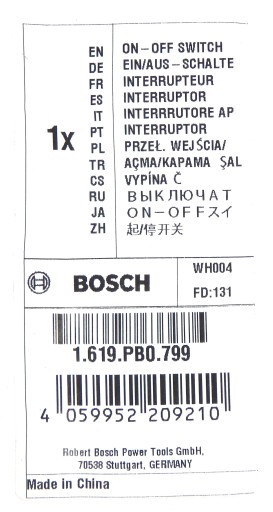 1x
EN ON-OFF SWITCH
DE EIN/AUS-SCHALTE
FR INTERRUPTEUR
ES INTERRUPTOR
IT INTERRRUTORE AP
PT INTERRUPTOR
PL PRZEŁ. WEJŚCIA/
TR AÇMA/KAPAMA ŞAL
CS VYPÍNA Č
RU ВЫКЛЮЧАТ
JA ON-OFFスイ
ZH 起/停开关
BOSCH
WH004
FD:131
1.619.PB0.799
4 059952 209210
Robert Bosch Power Tools GmbH,
70538 Stuttgart, GERMANY
Made in China